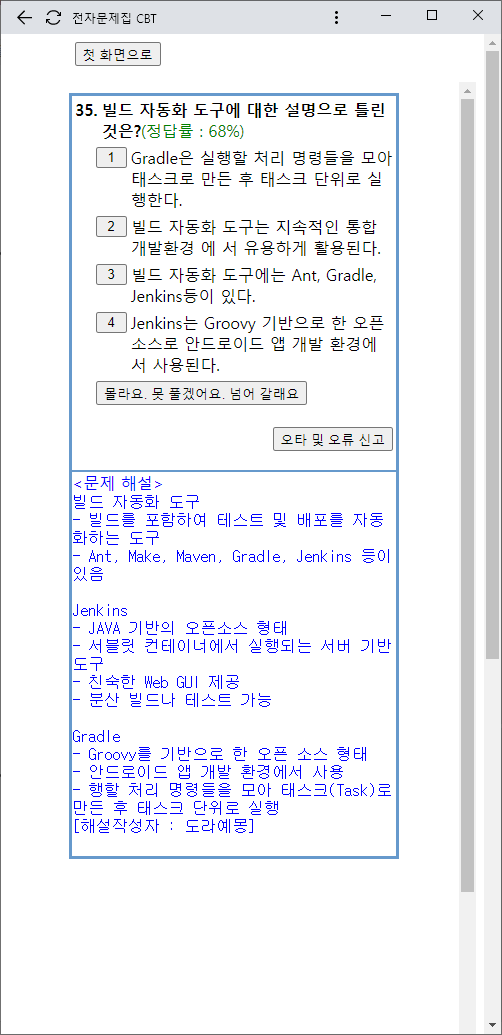 전자문제집 CBT
첫 화면으로
35. 빌드 자동화 도구에 대한 설명으로 틀린
것은?(정답률 : 68%)
1 Gradle은 실행할 처리 명령들을 모아
태스크로 만든 후 태스크 단위로 실
행한다.
2 빌드 자동화 도구는 지속적인 통합
개발환경 에 서 유용하게 활용된다.
3 빌드 자동화 도구에는 Ant, Gradle,
Jenkins등이 있다.
4 Jenkins는 Groovy 기반으로 한 오픈
소스로 안드로이드 앱 개발 환경에
서 사용된다.
몰라요. 못 풀겠어요. 넘어 갈래요
오타 및 오류 신고
<문제 해설>
빌드 자동화 도구
- 빌드를 포함하여 테스트 및 배포를 자동
화하는 도구
- Ant, Make, Maven, Gradle, Jenkins 등이
있음
Jenkins
- JAVA 기반의 오픈소스 형태
- 서블릿 컨테이너에서 실행되는 서버 기반
도구
- 친숙한 Web GUI 제공
- 분산 빌드나 테스트 가능
Gradle
- Groovy를 기반으로 한 오픈 소스 형태
- 안드로이드 앱 개발 환경에서 사용
- 행할 처리 명령들을 모아 태스크(Task)로
만든 후 태스크 단위로 실행
[해설작성자 : 도라예몽]